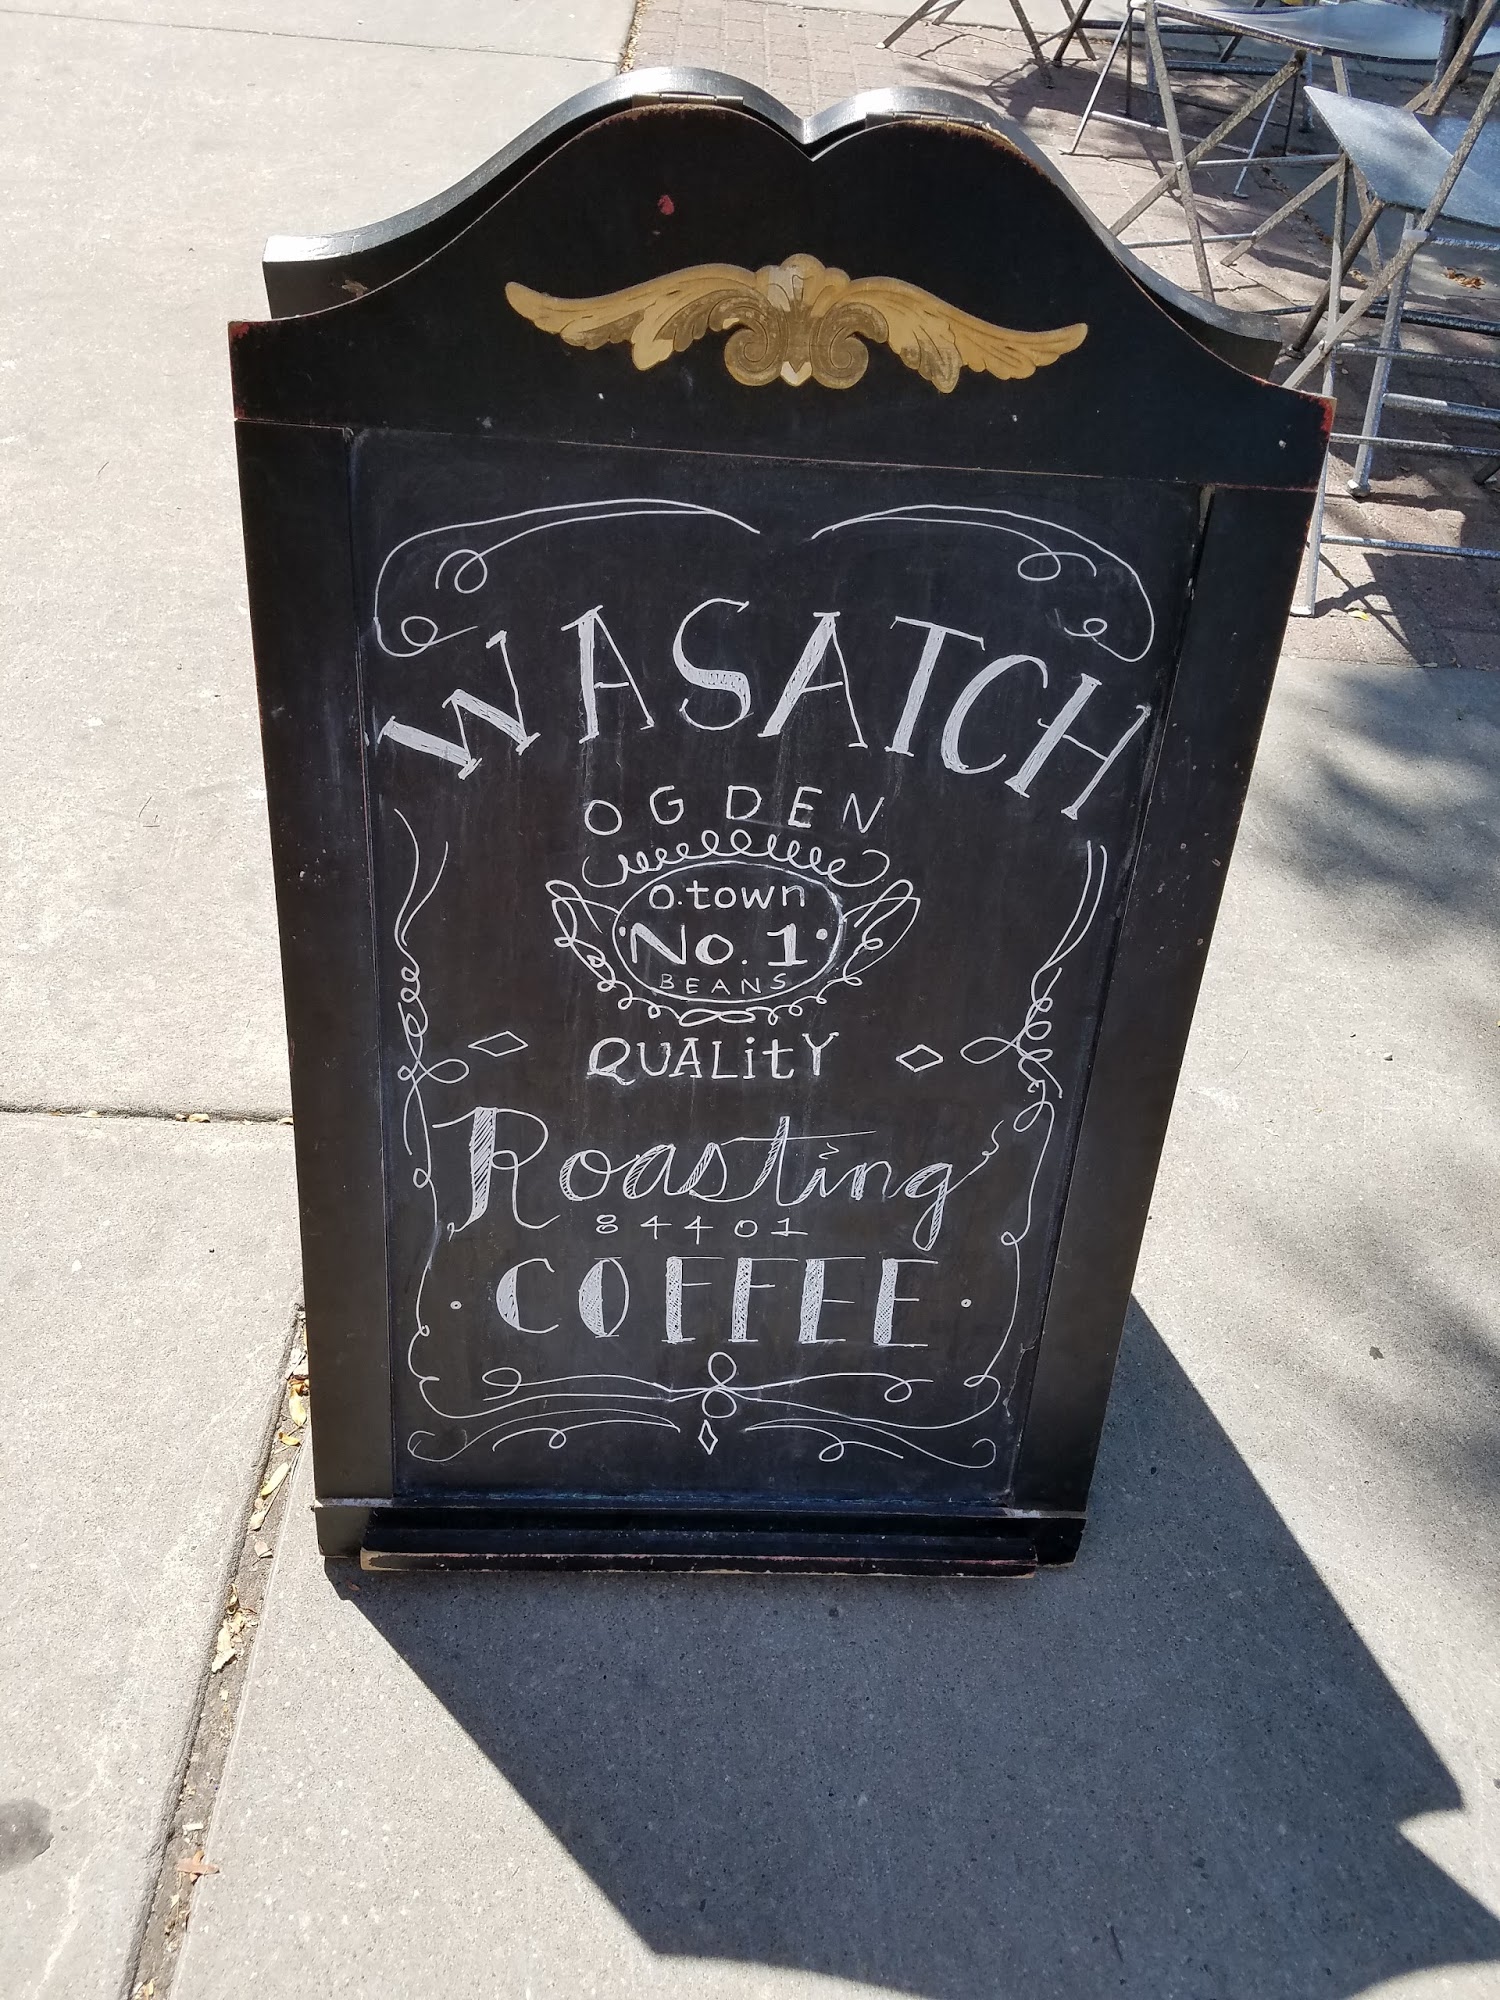 WASATCH
OGDEN
o.town
No. 1
BEANS
QUALitY
Roasting
84401
COFFEE